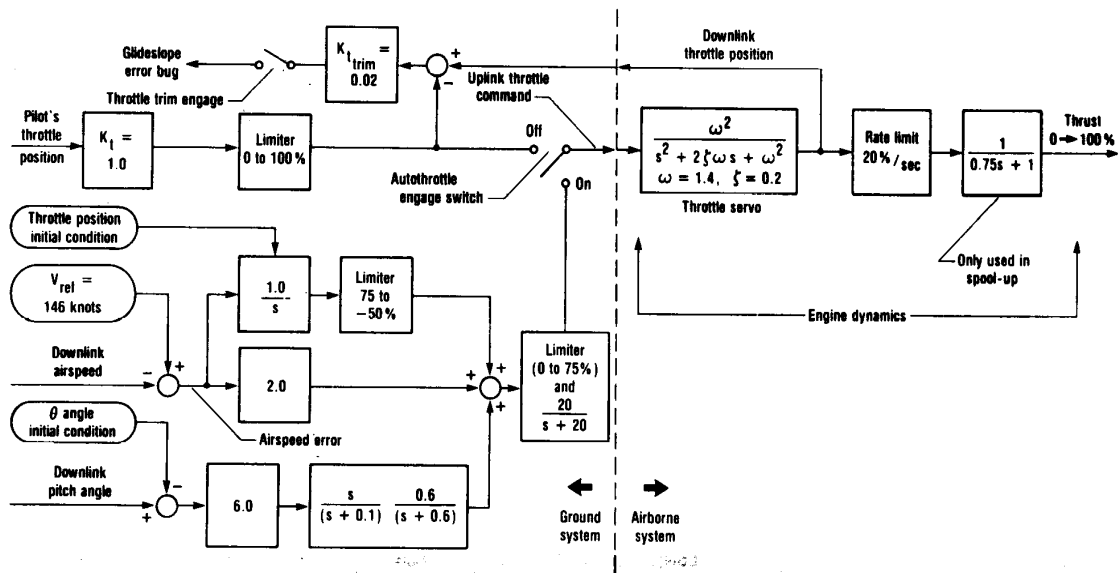 Glideslope
error bug
Throttle trim engage
K t trim =
0.02
+
-
Uplink throttle
command
Downlink
throttle position
Pilot's
throttle
position
K t =
1.0
Limiter
0 to 100%
Off
On
Autothrottle
engage switch
ω²
s² + 2ζωs + ω²
ω = 1.4, ζ = 0.2
Throttle servo
Rate limit
20%/sec
1
0.75s + 1
Thrust
0 → 100%
Only used in
spool-up
Engine dynamics
Throttle position
initial condition
V ref =
146 knots
1.0
s
Limiter
75 to
-50%
Downlink
airspeed
-
+
2.0
Airspeed error
+
+
+
Limiter
(0 to 75%)
and
20
s + 20
θ angle
initial condition
Downlink
pitch angle
-
+
6.0
s
(s + 0.1)
0.6
(s + 0.6)
Ground
system
Airborne
system